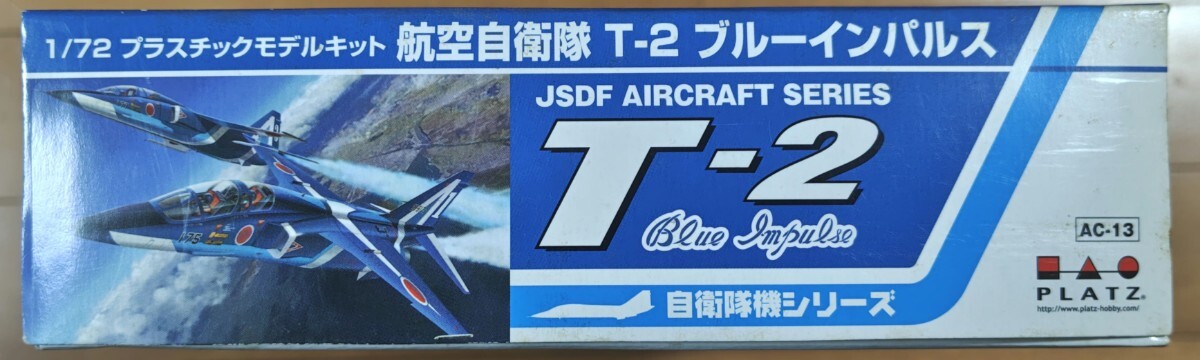 1/72 プラスチックモデルキット 航空自衛隊 T-2 ブルーインパルス
JSDF AIRCRAFT SERIES
T-2
Blue Impulse
自衛隊機シリーズ
AC-13
PLATZ®
http://www.platz-hobby.com/
175